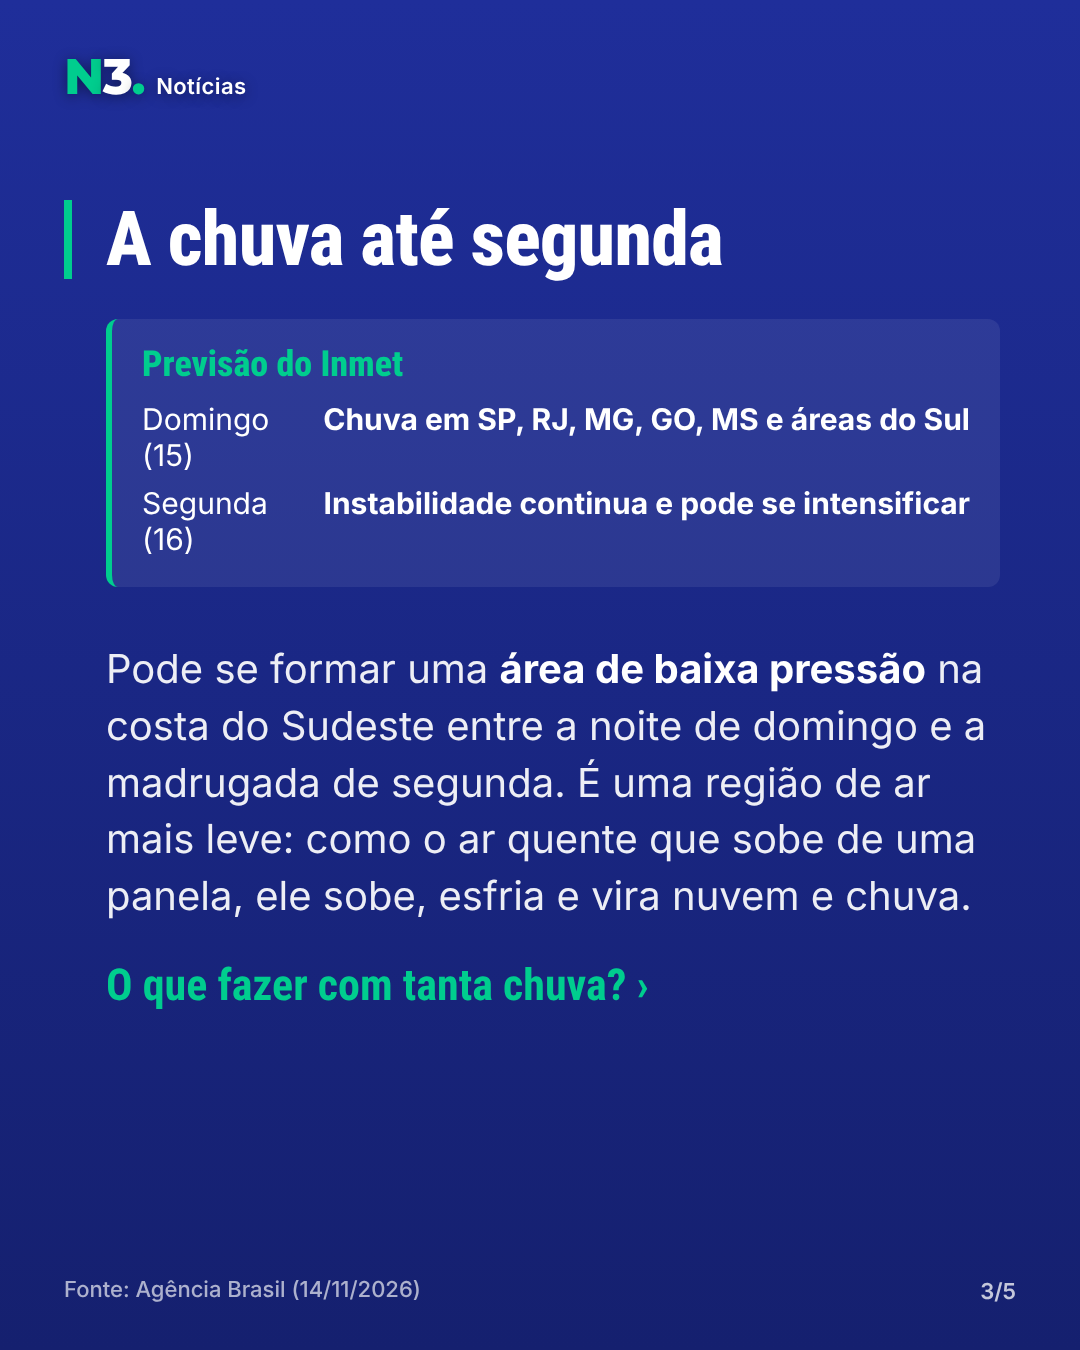 N3. Notícias
A chuva até segunda
Previsão do Inmet
Domingo (15) Chuva em SP, RJ, MG, GO, MS e áreas do Sul
Segunda (16) Instabilidade continua e pode se intensificar
Pode se formar uma área de baixa pressão na
costa do Sudeste entre a noite de domingo e a
madrugada de segunda. É uma região de ar
mais leve: como o ar quente que sobe de uma
panela, ele sobe, esfria e vira nuvem e chuva.
O que fazer com tanta chuva? ›
Fonte: Agência Brasil (14/11/2026)
3/5